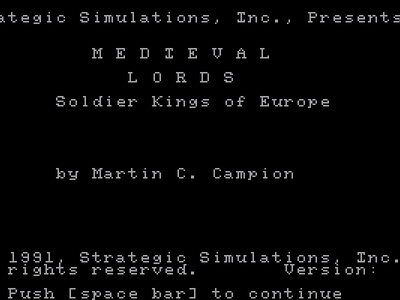 ategic Simulations, Inc., Presents
M E D I E V A L
L O R D S
Soldier Kings of Europe
by Martin C. Campion
1991, Strategic Simulations, Inc.
rights reserved. Version:
Push [space bar] to continue